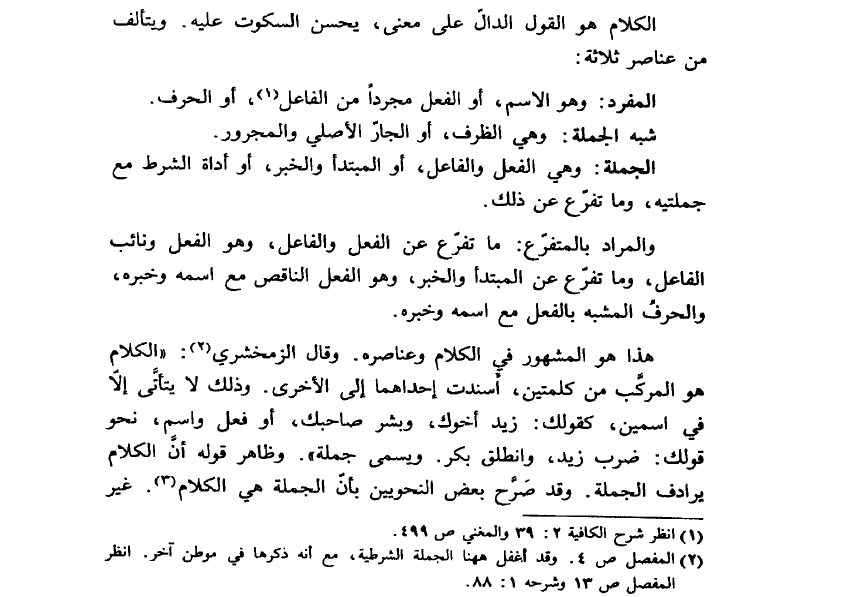 الكلام هو القول الدالّ على معنى، يحسن السكوت عليه. ويتألف
من عناصر ثلاثة:
المفرد: وهو الاسم، أو الفعل مجرداً من الفاعل(١)، أو الحرف.
شبه الجملة: وهي الظرف، أو الجارّ الأصلي والمجرور.
الجملة: وهي الفعل والفاعل، أو المبتدأ والخبر، أو أداة الشرط مع
جملتيه، وما تفرّع عن ذلك.
والمراد بالمتفرّع: ما تفرّع عن الفعل والفاعل، وهو الفعل ونائب
الفاعل، وما تفرّع عن المبتدأ والخبر، وهو الفعل الناقص مع اسمه وخبره،
والحرفُ المشبه بالفعل مع اسمه وخبره.
هذا هو المشهور في الكلام وعناصره. وقال الزمخشري(٢): «الكلام
هو المركَّب من كلمتين، أسندت إحداهما إلى الأخرى. وذلك لا يتأتَّى إلّا
في اسمين، كقولك: زيد أخوك، وبشر صاحبك، أو فعل واسم، نحو
قولك: ضرب زيد، وانطلق بكر. ويسمى جملة». وظاهر قوله أنَّ الكلام
يرادف الجملة. وقد صَرَّح بعض النحويين بأنّ الجملة هي الكلام(٣). غير
(١) انظر شرح الكافية ٢: ٣٩ والمغني ص ٤٩٩.
(٢) المفصل ص ٤. وقد أغفل ههنا الجملة الشرطية، مع أنه ذكرها في موطن آخر. انظر
المفصل ص ١٣ وشرحه ١: ٨٨.